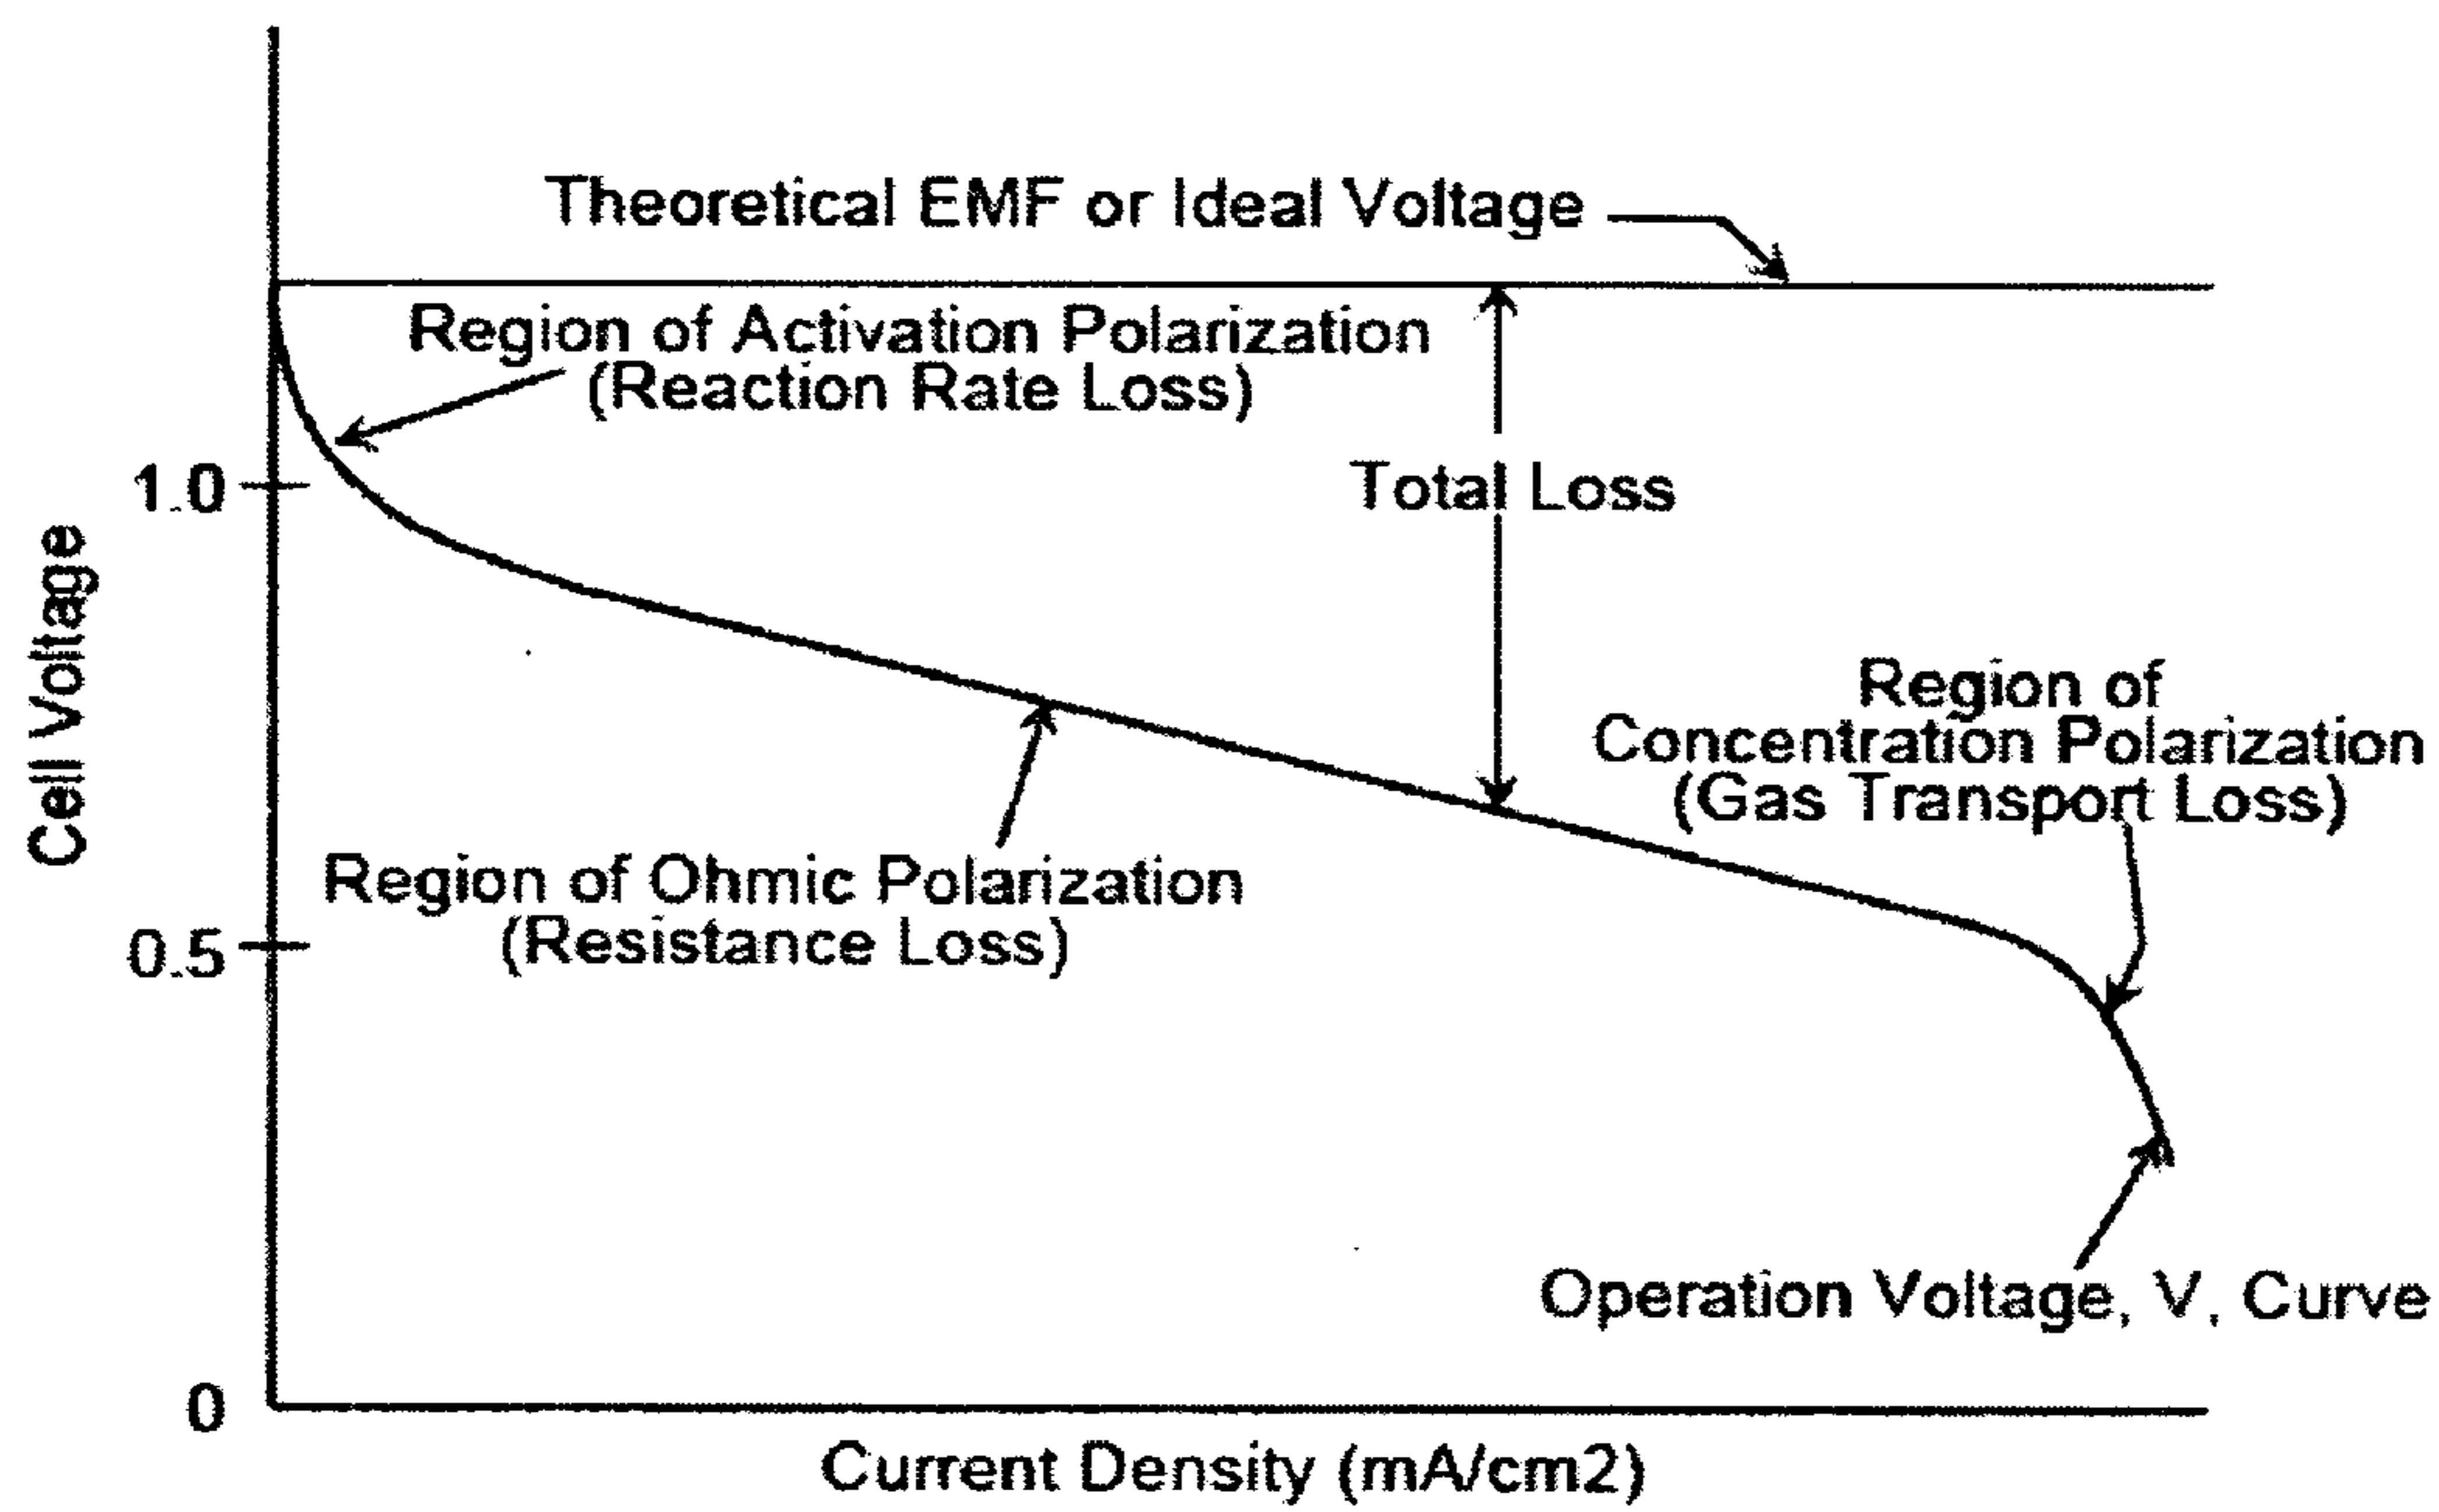 Theoretical EMF or Ideal Voltage
Region of Activation Polarization
(Reaction Rate Loss)
1.0
Total Loss
Cell Voltage
Region of
Concentration Polarization
(Gas Transport Loss)
Region of Ohmic Polarization
(Resistance Loss)
0.5
Operation Voltage, V, Curve
0
Current Density (mA/cm2)